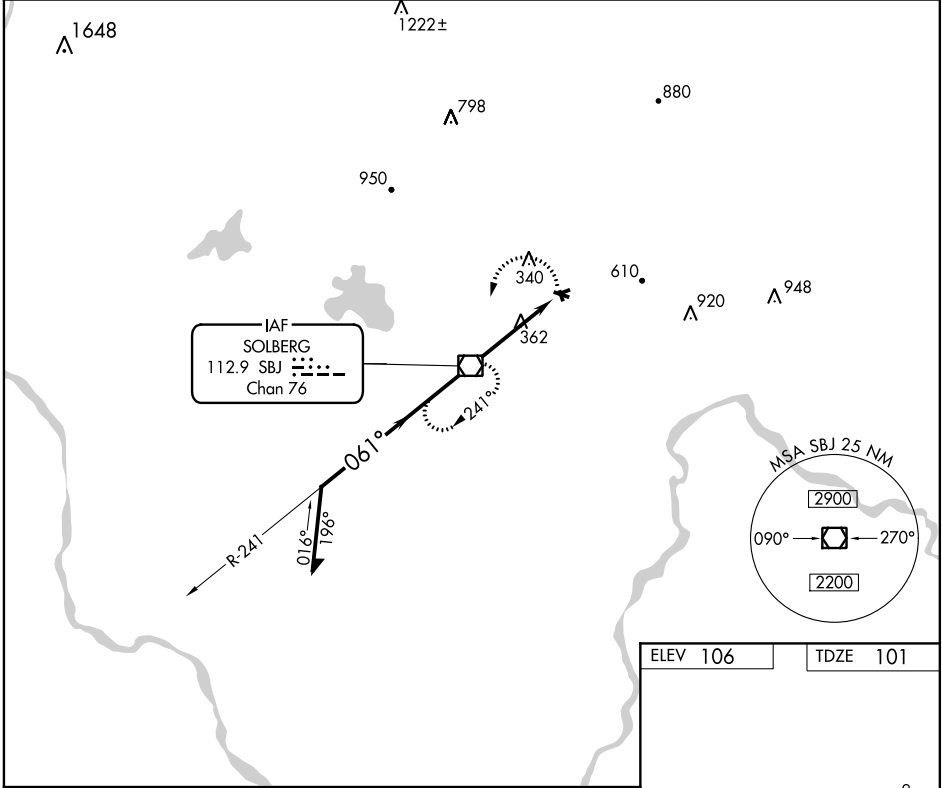 1648
1222±
798
880
950
340
610
920
948
362
IAF
SOLBERG
112.9 SBJ
Chan 76
241°
061°
R-241
016°
196°
MSA SBJ 25 NM
2900
090°
270°
2200
ELEV 106
TDZE 101